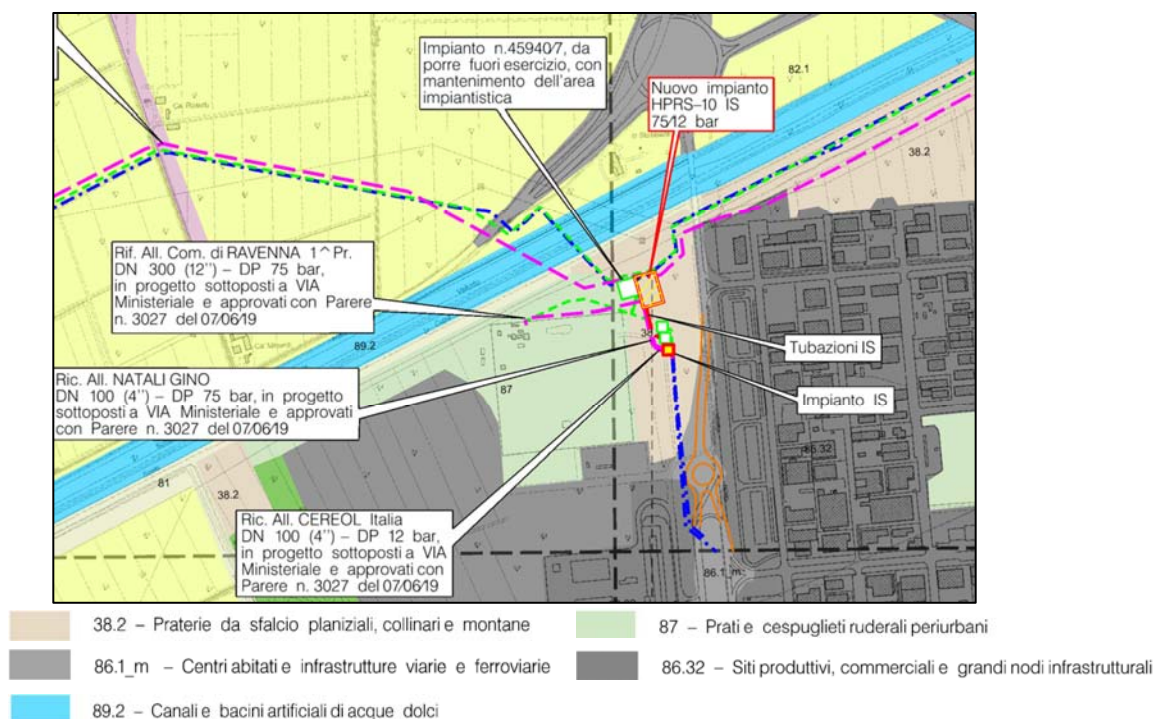 Impianto n.45940/7, da
porre fuori esercizio, con
mantenimento dell'area
impiantistica
82.1
Nuovo impianto
HPRS-10 IS
75/12 bar
38.2
Rif. All. Com. di RAVENNA 1^ Pr.
DN 300 (12'') – DP 75 bar,
in progetto sottoposti a VIA
Ministeriale e approvati con Parere
n. 3027 del 07/06/19
89.2
38
Tubazioni IS
Ric. All. NATALI GINO
DN 100 (4'') – DP 75 bar, in progetto
sottoposti a VIA Ministeriale e approvati
con Parere n. 3027 del 07/06/19
87
Impianto IS
81
38.2
Ric. All. CEREOL Italia
DN 100 (4'') – DP 12 bar,
in progetto sottoposti a VIA
Ministeriale e approvati con
Parere n. 3027 del 07/06/19
86.32
86.1_m
38.2 – Praterie da sfalcio planiziali, collinari e montane
87 – Prati e cespuglieti ruderali periurbani
86.1_m – Centri abitati e infrastrutture viarie e ferroviarie
86.32 – Siti produttivi, commerciali e grandi nodi infrastrutturali
89.2 – Canali e bacini artificiali di acque dolci